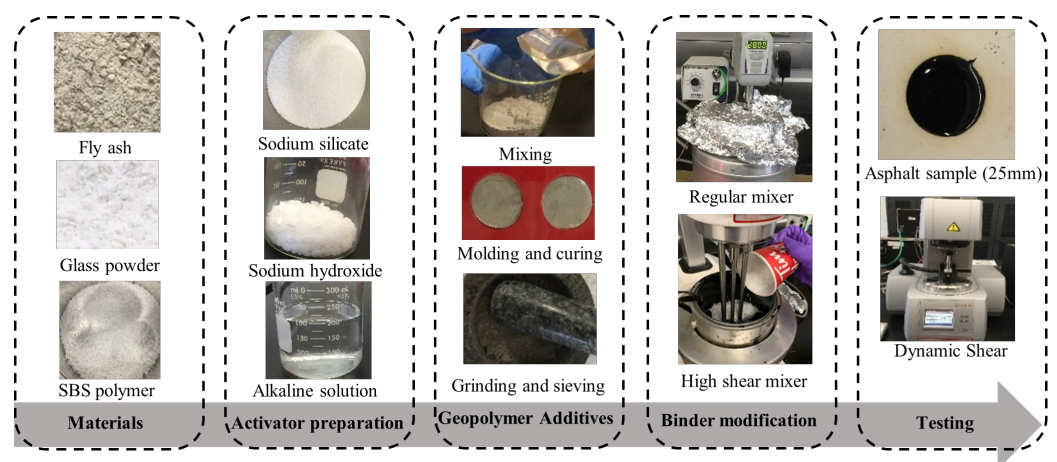 Fly ash
Glass powder
SBS polymer
Materials
Sodium silicate
Sodium hydroxide
Alkaline solution
Activator preparation
Mixing
Molding and curing
Grinding and sieving
Geopolymer Additives
Regular mixer
High shear mixer
Binder modification
Asphalt sample (25mm)
Dynamic Shear
Testing